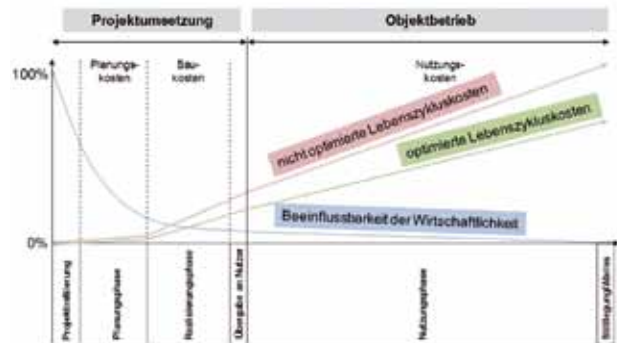 Projektumsetzung
Objektbetrieb
Planungs-
kosten
Bau-
kosten
Nutzungs-
kosten
100%
nicht optimierte Lebenszykluskosten
optimierte Lebenszykluskosten
Beeinflussbarkeit der Wirtschaftlichkeit
0%
Projektinitiierung
Planungsphase
Realisierungsphase
Übergabe an Nutzer
Nutzungsphase